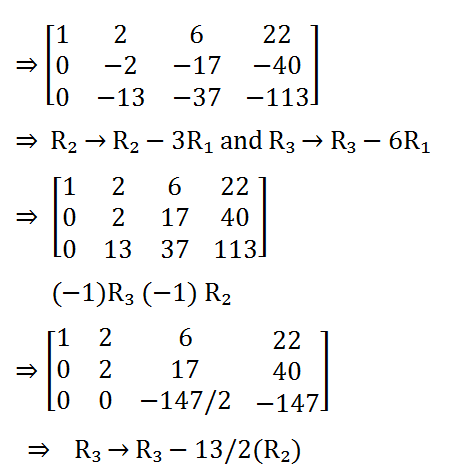 ⇒ [1 2 6 22
0 −2 −17 −40
0 −13 −37 −113]
⇒ R₂ → R₂ − 3R₁ and R₃ → R₃ − 6R₁
⇒ [1 2 6 22
0 2 17 40
0 13 37 113]
(−1)R₃ (−1) R₂
⇒ [1 2 6 22
0 2 17 40
0 0 −147/2 −147]
⇒ R₃ → R₃ − 13/2(R₂)